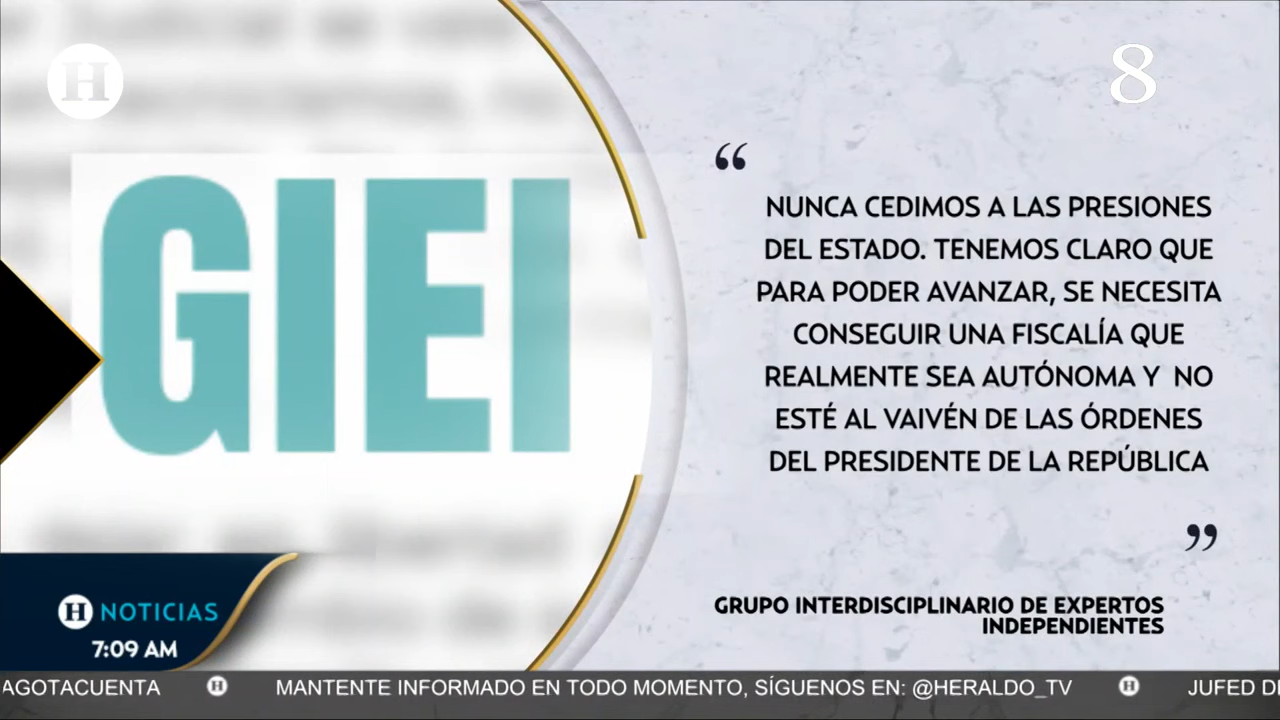 H
8
GIEI
“
NUNCA CEDIMOS A LAS PRESIONES
DEL ESTADO. TENEMOS CLARO QUE
PARA PODER AVANZAR, SE NECESITA
CONSEGUIR UNA FISCALÍA QUE
REALMENTE SEA AUTÓNOMA Y  NO
ESTÉ AL VAIVÉN DE LAS ÓRDENES
DEL PRESIDENTE DE LA REPÚBLICA
”
GRUPO INTERDISCIPLINARIO DE EXPERTOS
INDEPENDIENTES
H NOTICIAS
7:09 AM
AGOTACUENTA H MANTENTE INFORMADO EN TODO MOMENTO, SÍGUENOS EN: @HERALDO_TV H JUFED